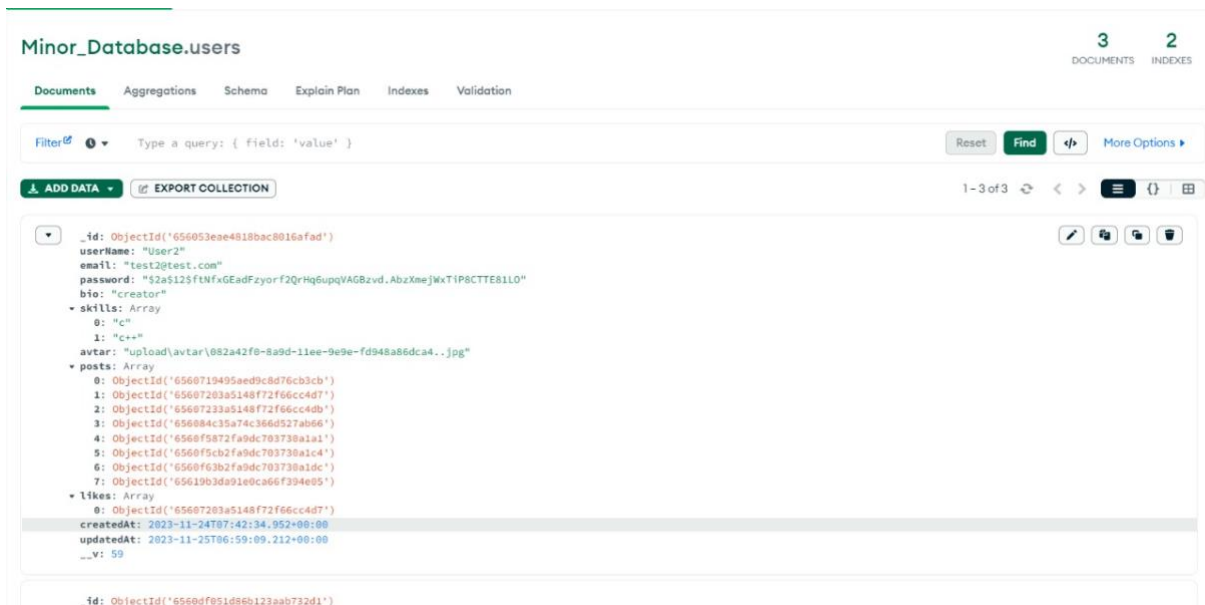 Minor_Database.users
3 2
DOCUMENTS INDEXES
Documents Aggregations Schema Explain Plan Indexes Validation
Filter Type a query: { field: 'value' } Reset Find </> More Options
ADD DATA EXPORT COLLECTION 1-3 of 3 < > {}
_id: ObjectId('656053eae4818bac8016afad')
userName: "User2"
email: "test2@test.com"
password: "$2a$12$ftNfxGEadFzyorf2QrHq6upqVAGBzvd.AbzXmejWxTiP8CTTE81LO"
bio: "creator"
skills: Array
0: "c"
1: "c++"
avtar: "upload\avtar\082a42f0-8a9d-11ee-9e9e-fd948a86dca4..jpg"
posts: Array
0: ObjectId('6560719495aed9c8d76cb3cb')
1: ObjectId('65607203a5148f72f66cc4d7')
2: ObjectId('65607233a5148f72f66cc4db')
3: ObjectId('656084c35a74c366d527ab66')
4: ObjectId('6560f5872fa9dc703730a1a1')
5: ObjectId('6560f5cb2fa9dc703730a1c4')
6: ObjectId('6560f63b2fa9dc703730a1dc')
7: ObjectId('65619b3da91e0ca66f394e05')
likes: Array
0: ObjectId('65607203a5148f72f66cc4d7')
createdAt: 2023-11-24T07:42:34.952+00:00
updatedAt: 2023-11-25T06:59:09.212+00:00
__v: 59
_id: ObjectId('6560df051d86b123aab732d1')